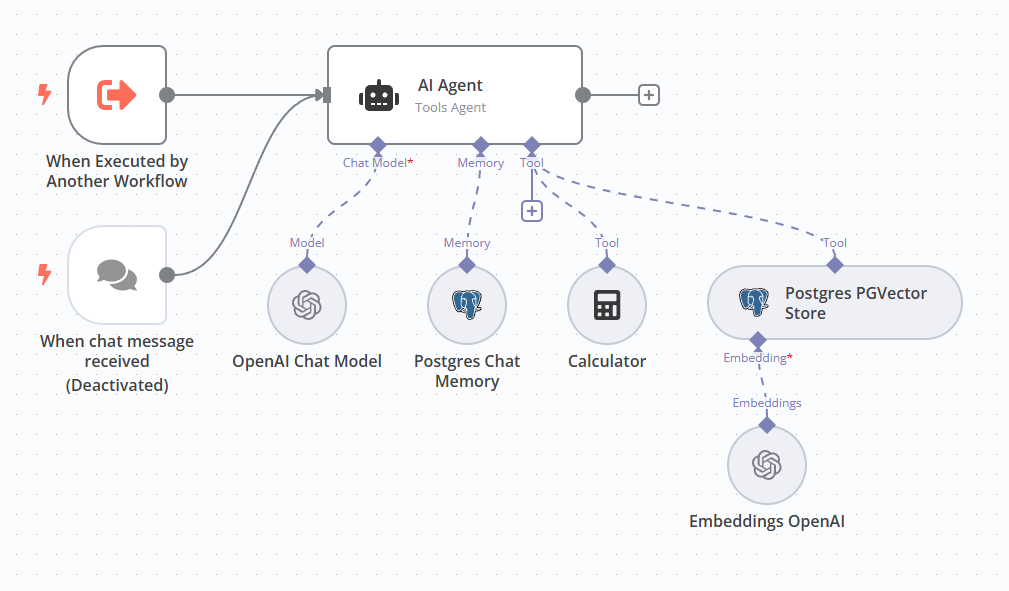 AI Agent
Tools Agent
When Executed by
Another Workflow
Chat Model*
Memory
Tool
Model
Memory
Tool
Tool
When chat message
received
(Deactivated)
OpenAI Chat Model
Postgres Chat
Memory
Calculator
Postgres PGVector
Store
Embedding*
Embeddings
Embeddings OpenAI